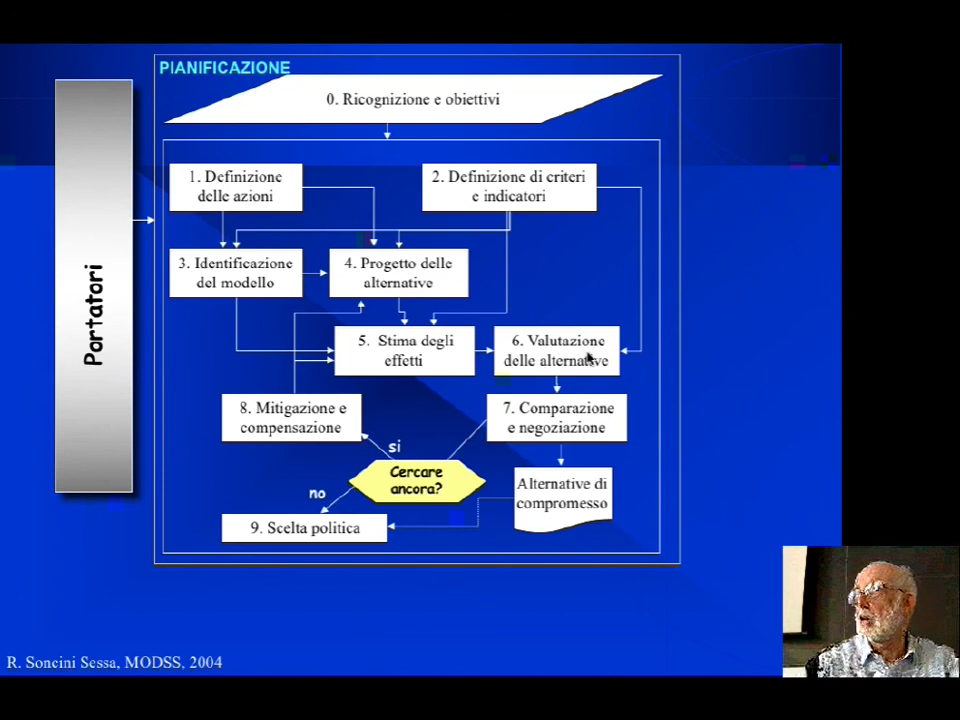 PIANIFICAZIONE
0. Ricognizione e obiettivi
Portatori
1. Definizione
delle azioni
2. Definizione di criteri
e indicatori
3. Identificazione
del modello
4. Progetto delle
alternative
5. Stima degli
effetti
6. Valutazione
delle alternative
8. Mitigazione e
compensazione
7. Comparazione
e negoziazione
si
Cercare
ancora?
no
Alternative di
compromesso
9. Scelta politica
R. Soncini Sessa, MODSS, 2004